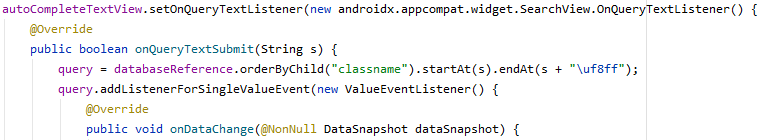 autoCompleteTextView.setOnQueryTextListener(new androidx.appcompat.widget.SearchView.OnQueryTextListener() {
@Override
public boolean onQueryTextSubmit(String s) {
query = databaseReference.orderByChild("classname").startAt(s).endAt(s + "\uf8ff");
query.addListenerForSingleValueEvent(new ValueEventListener() {
@Override
public void onDataChange(@NonNull DataSnapshot dataSnapshot) {